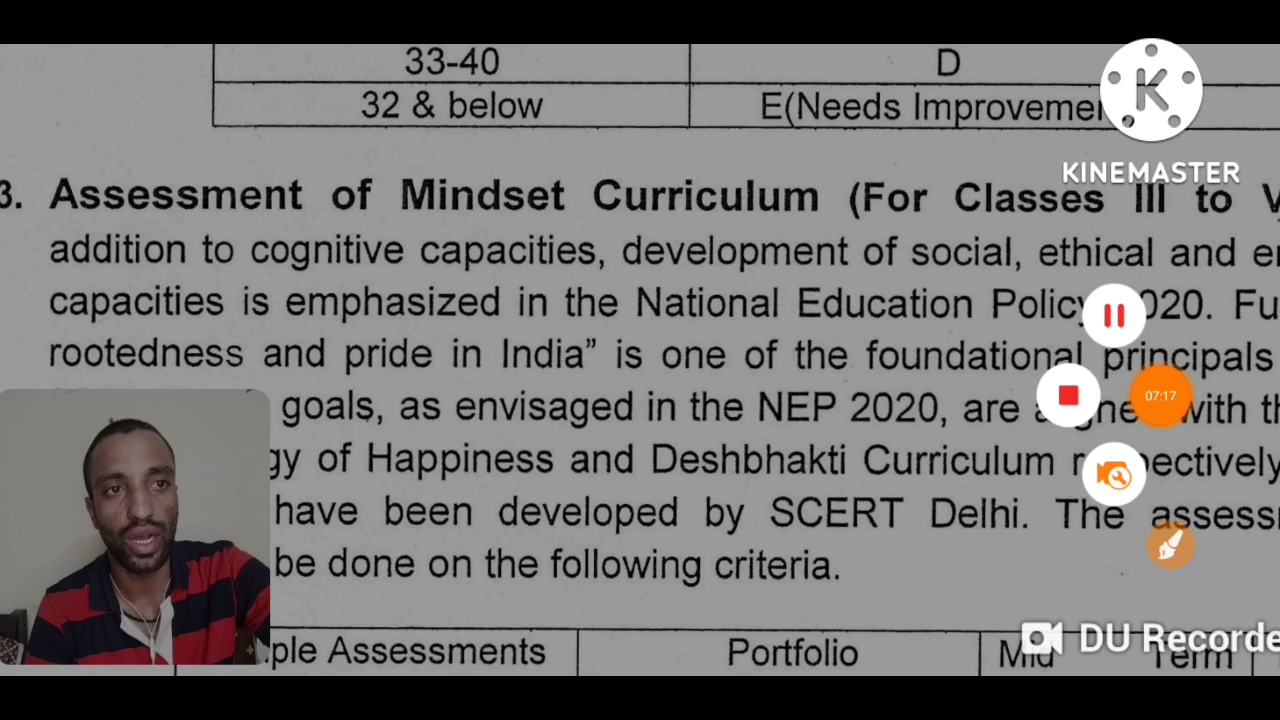 33-40 D
32 & below E(Needs Improvemen
KINEMASTER
3. Assessment of Mindset Curriculum (For Classes III to V
addition to cognitive capacities, development of social, ethical and e
capacities is emphasized in the National Education Policy 2020. Fu
rootedness and pride in India” is one of the foundational principals
goals, as envisaged in the NEP 2020, are aligned with th
07:17
gy of Happiness and Deshbhakti Curriculum respectively
have been developed by SCERT Delhi. The assess
be done on the following criteria.
ple Assessments Portfolio Mid Term
DU Recorde